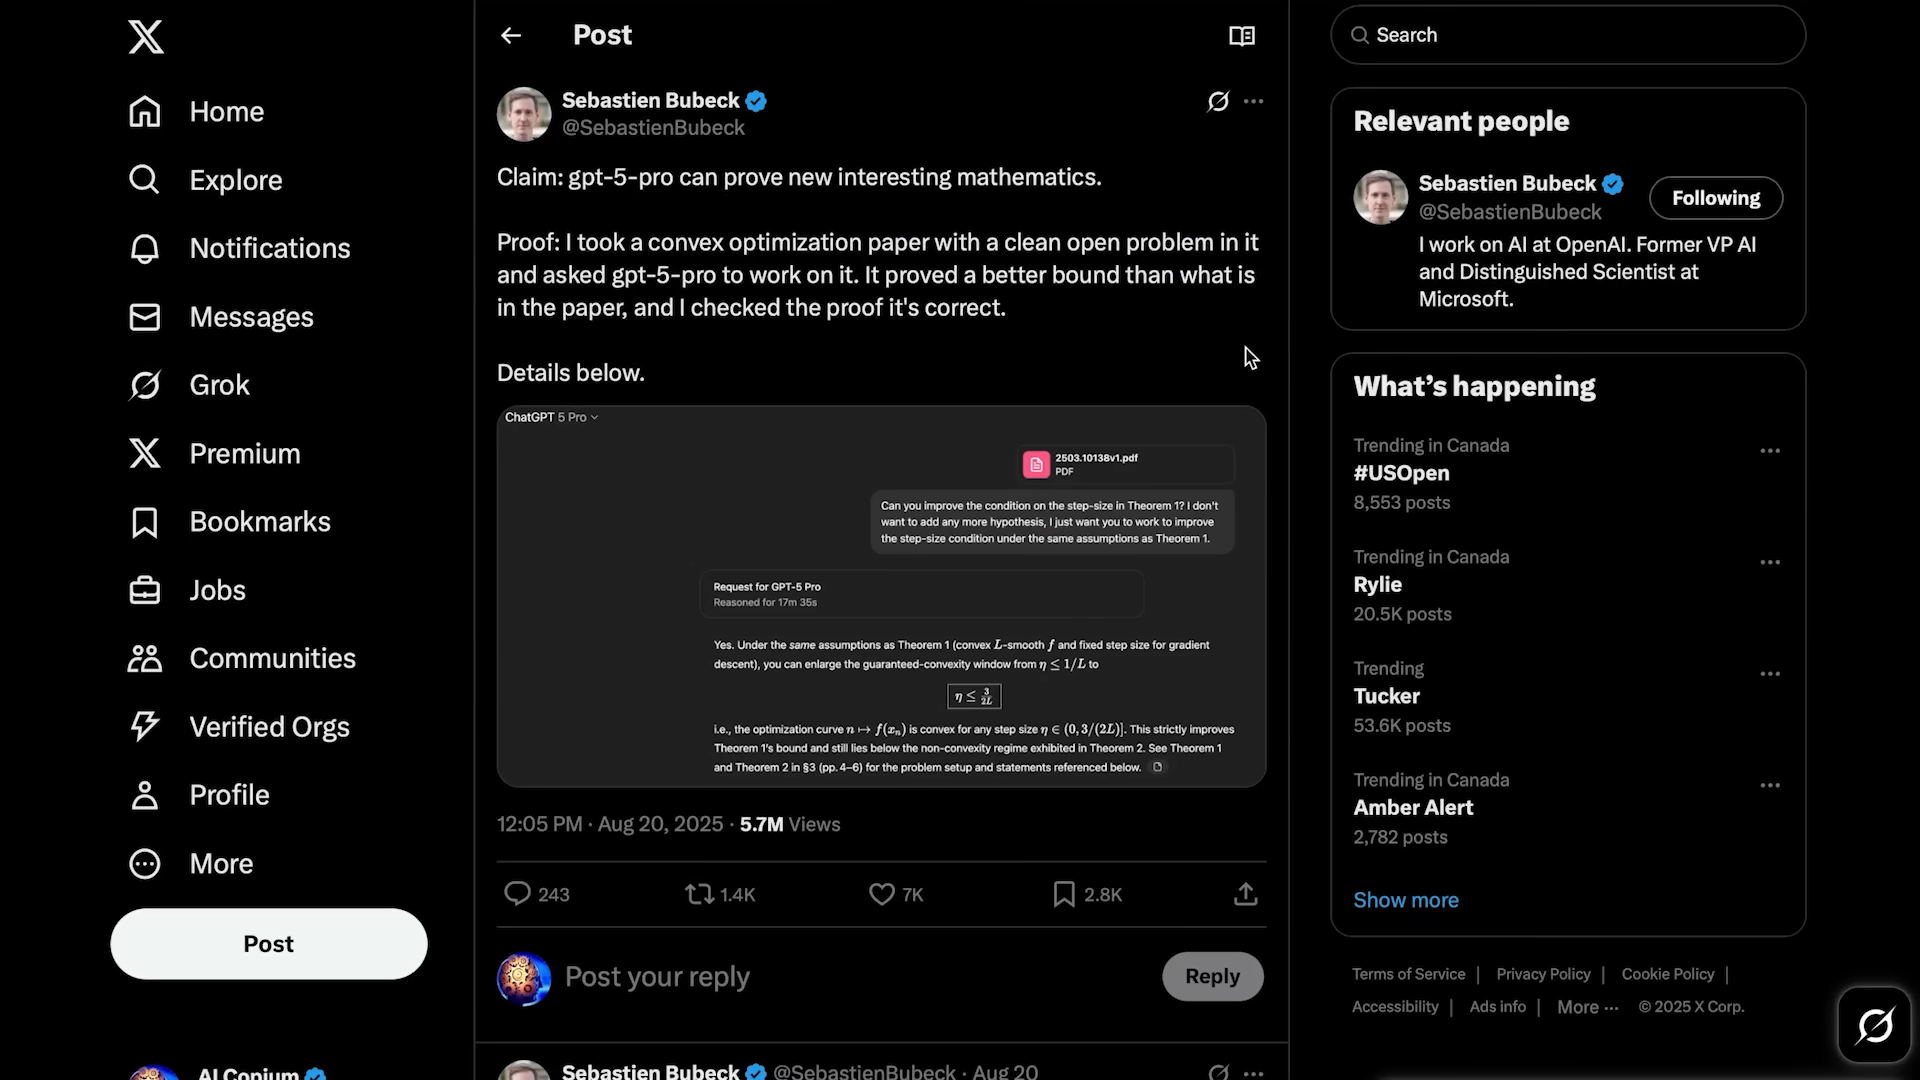 Home
Explore
Notifications
Messages
Grok
Premium
Bookmarks
Jobs
Communities
Verified Orgs
Profile
More
Post
AI Copium
Post
Sebastien Bubeck
@SebastienBubeck
Claim: gpt-5-pro can prove new interesting mathematics.
Proof: I took a convex optimization paper with a clean open problem in it
and asked gpt-5-pro to work on it. It proved a better bound than what is
in the paper, and I checked the proof it's correct.
Details below.
ChatGPT 5 Pro
2503.10138v1.pdf
PDF
Can you improve the condition on the step-size in Theorem 1? I don't
want to add any more hypothesis, I just want you to work to improve
the step-size condition under the same assumptions as Theorem 1.
Request for GPT-5 Pro
Reasoned for 17m 35s
Yes. Under the same assumptions as Theorem 1 (convex L-smooth f and fixed step size for gradient
descent), you can enlarge the guaranteed-convexity window from η ≤ 1/L to
η ≤ 3/2L
i.e., the optimization curve n ↦ f(xₙ) is convex for any step size η ∈ (0, 3/(2L)]. This strictly improves
Theorem 1's bound and still lies below the non-convexity regime exhibited in Theorem 2. See Theorem 1
and Theorem 2 in §3 (pp. 4–6) for the problem setup and statements referenced below.
12:05 PM · Aug 20, 2025 · 5.7M Views
243 1.4K 7K 2.8K
Post your reply
Reply
Sebastien Bubeck @SebastienBubeck · Aug 20
Search
Relevant people
Sebastien Bubeck
@SebastienBubeck
Following
I work on AI at OpenAI. Former VP AI
and Distinguished Scientist at
Microsoft.
What's happening
Trending in Canada
#USOpen
8,553 posts
Trending in Canada
Rylie
20.5K posts
Trending
Tucker
53.6K posts
Trending in Canada
Amber Alert
2,782 posts
Show more
Terms of Service | Privacy Policy | Cookie Policy |
Accessibility | Ads info | More ··· © 2025 X Corp.